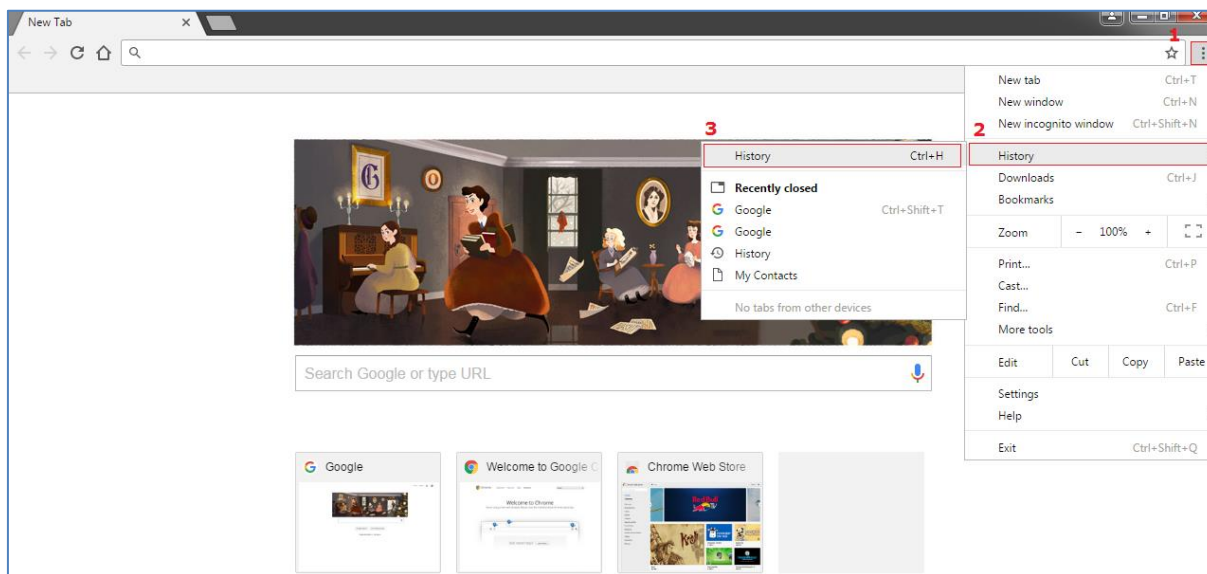 New Tab
1
New tab Ctrl+T
New window Ctrl+N
New incognito window Ctrl+Shift+N
2
History
Downloads Ctrl+J
Bookmarks
Zoom - 100% +
Print... Ctrl+P
Cast...
Find... Ctrl+F
More tools
Edit Cut Copy Paste
Settings
Help
Exit Ctrl+Shift+Q
3
History Ctrl+H
Recently closed
Google Ctrl+Shift+T
Google
History
My Contacts
No tabs from other devices
G
Search Google or type URL
Google
Welcome to Google C
Chrome Web Store
Welcome to Chrome